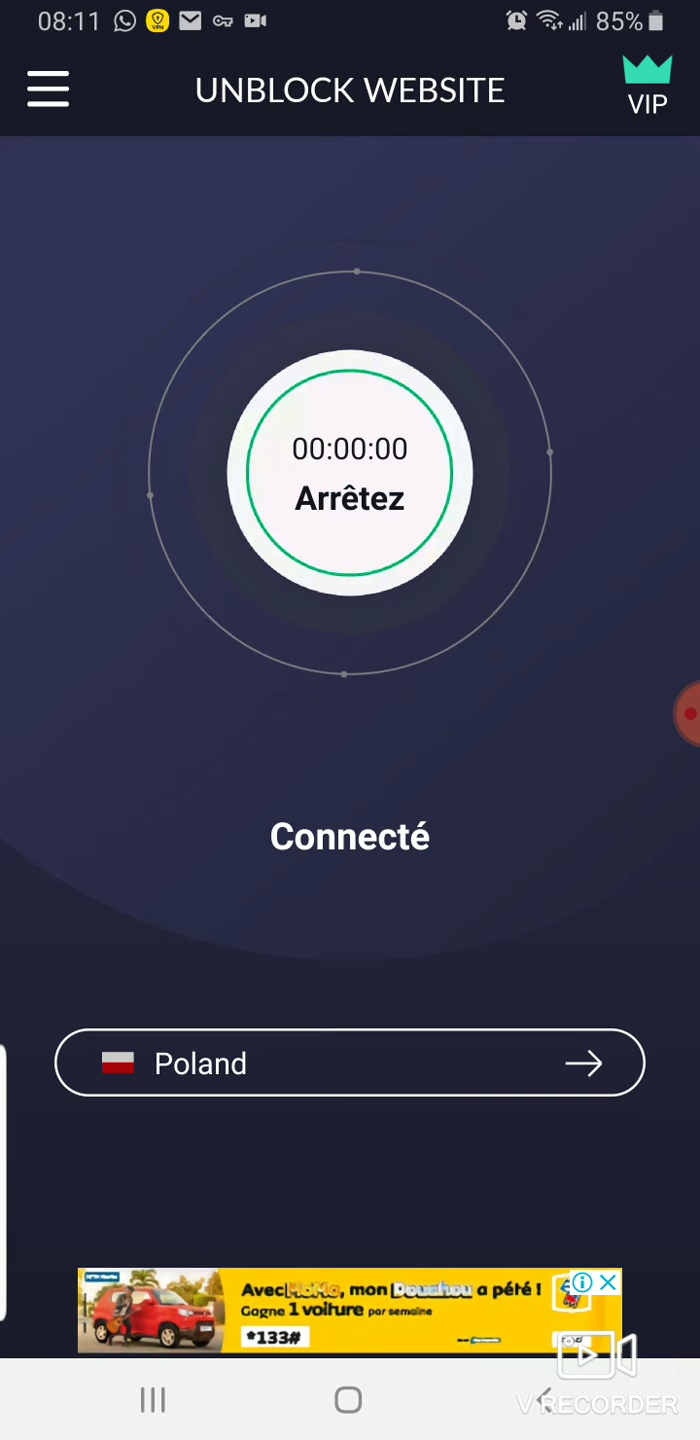 08:11
85%
UNBLOCK WEBSITE
VIP
00:00:00
Arrêtez
Connecté
Poland
Avec MoMo, mon Douahou a pété !
Gagne 1 voiture par semaine
*133#
V RECORDER